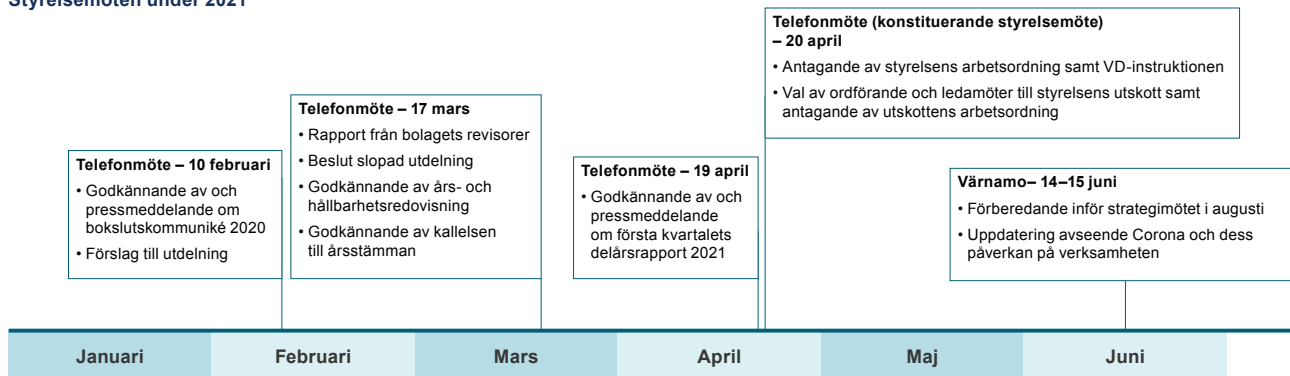 Styrelsemöten under 2021
Telefonmöte – 10 februari
• Godkännande av och
pressmeddelande om
bokslutskommuniké 2020
• Förslag till utdelning
Telefonmöte – 17 mars
• Rapport från bolagets revisorer
• Beslut slopad utdelning
• Godkännande av års- och
hållbarhetsredovisning
• Godkännande av kallelsen
till årsstämman
Telefonmöte – 19 april
• Godkännande av och
pressmeddelande
om första kvartalets
delårsrapport 2021
Telefonmöte (konstituerande styrelsemöte)
– 20 april
• Antagande av styrelsens arbetsordning samt VD-instruktionen
• Val av ordförande och ledamöter till styrelsens utskott samt
antagande av utskottens arbetsordning
Värnamo– 14–15 juni
• Förberedande inför strategimötet i augusti
• Uppdatering avseende Corona och dess
påverkan på verksamheten
Januari
Februari
Mars
April
Maj
Juni